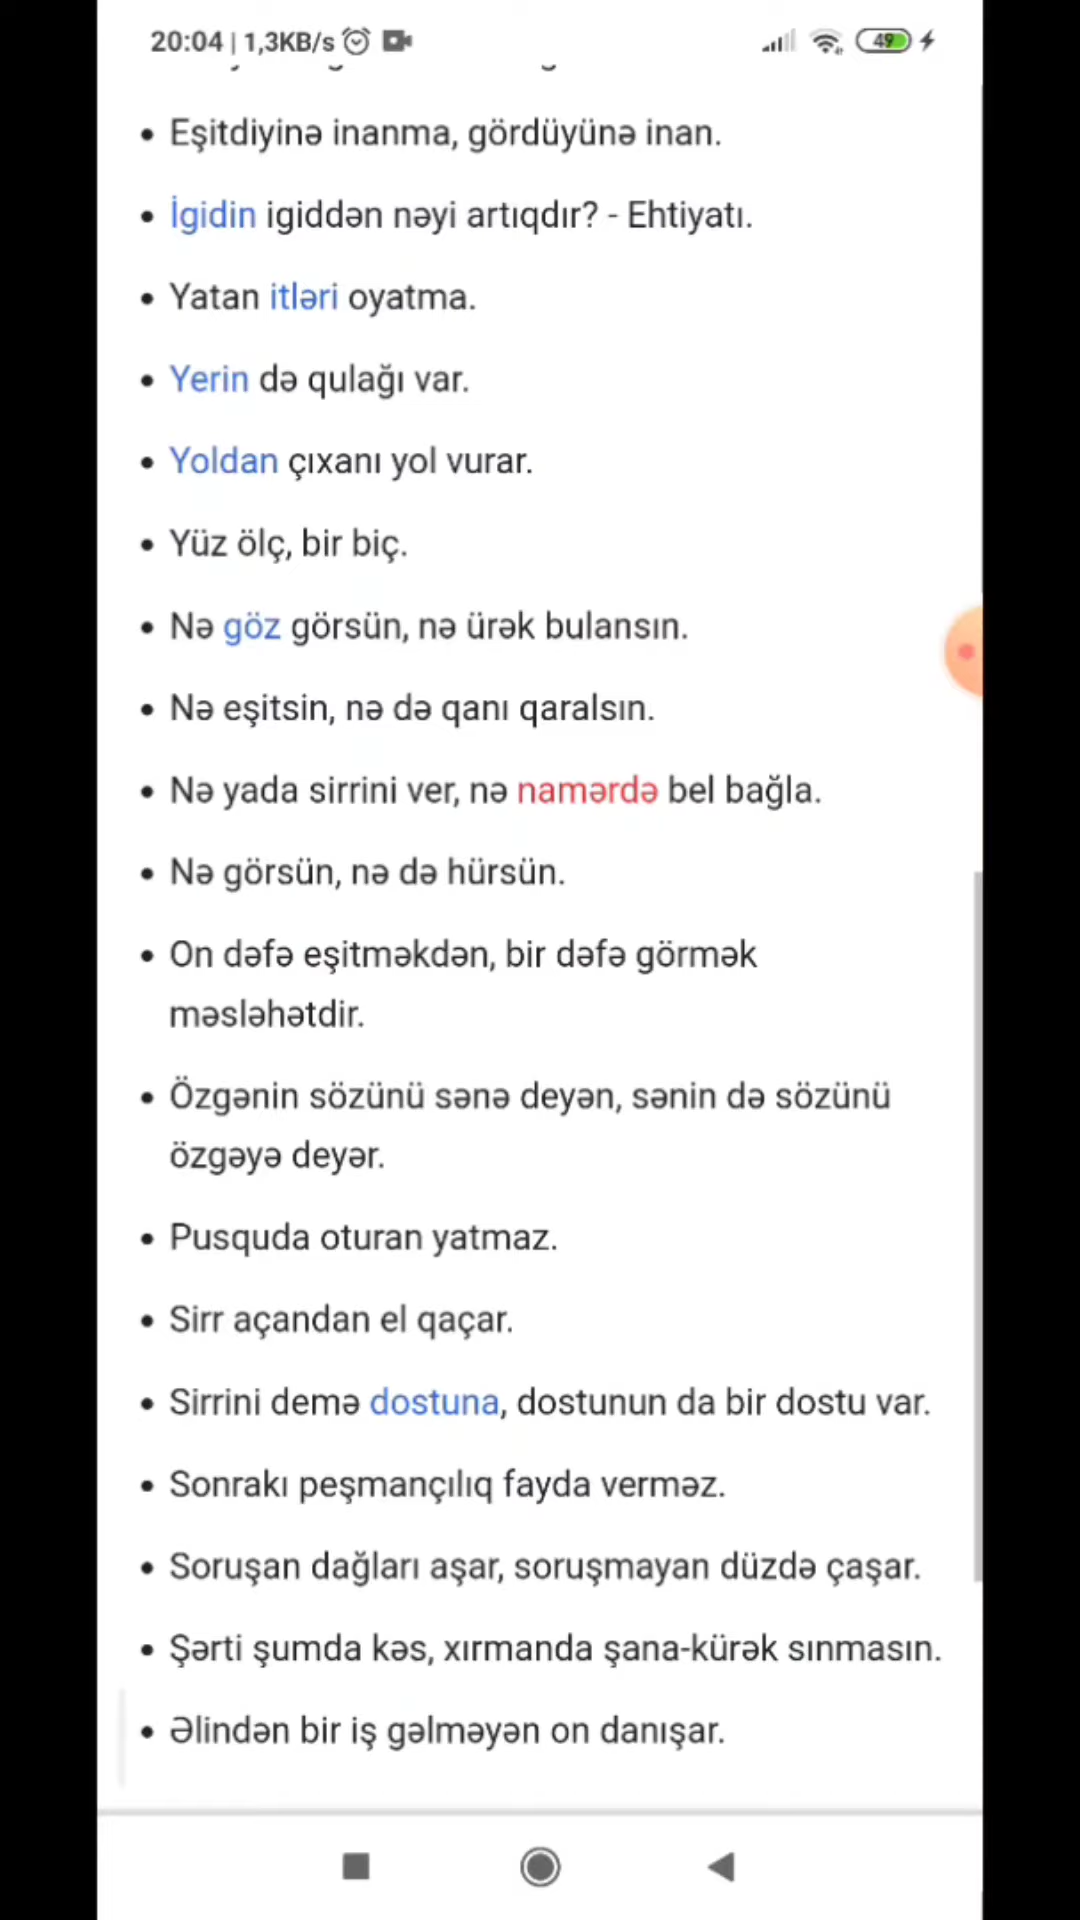 20:04 | 1,3KB/s
49
• Eşitdiyinə inanma, gördüyünə inan.
• İgidin igiddən nəyi artıqdır? - Ehtiyatı.
• Yatan itləri oyatma.
• Yerin də qulağı var.
• Yoldan çıxanı yol vurar.
• Yüz ölç, bir biç.
• Nə göz görsün, nə ürək bulansın.
• Nə eşitsin, nə də qanı qaralsın.
• Nə yada sirrini ver, nə namərdə bel bağla.
• Nə görsün, nə də hürsün.
• On dəfə eşitməkdən, bir dəfə görmək
məsləhətdir.
• Özgənin sözünü sənə deyən, sənin də sözünü
özgəyə deyər.
• Pusquda oturan yatmaz.
• Sirr açandan el qaçar.
• Sirrini demə dostuna, dostunun da bir dostu var.
• Sonrakı peşmançılıq fayda verməz.
• Soruşan dağları aşar, soruşmayan düzdə çaşar.
• Şərti şumda kəs, xırmanda şana-kürək sınmasın.
• Əlindən bir iş gəlməyən on danışar.